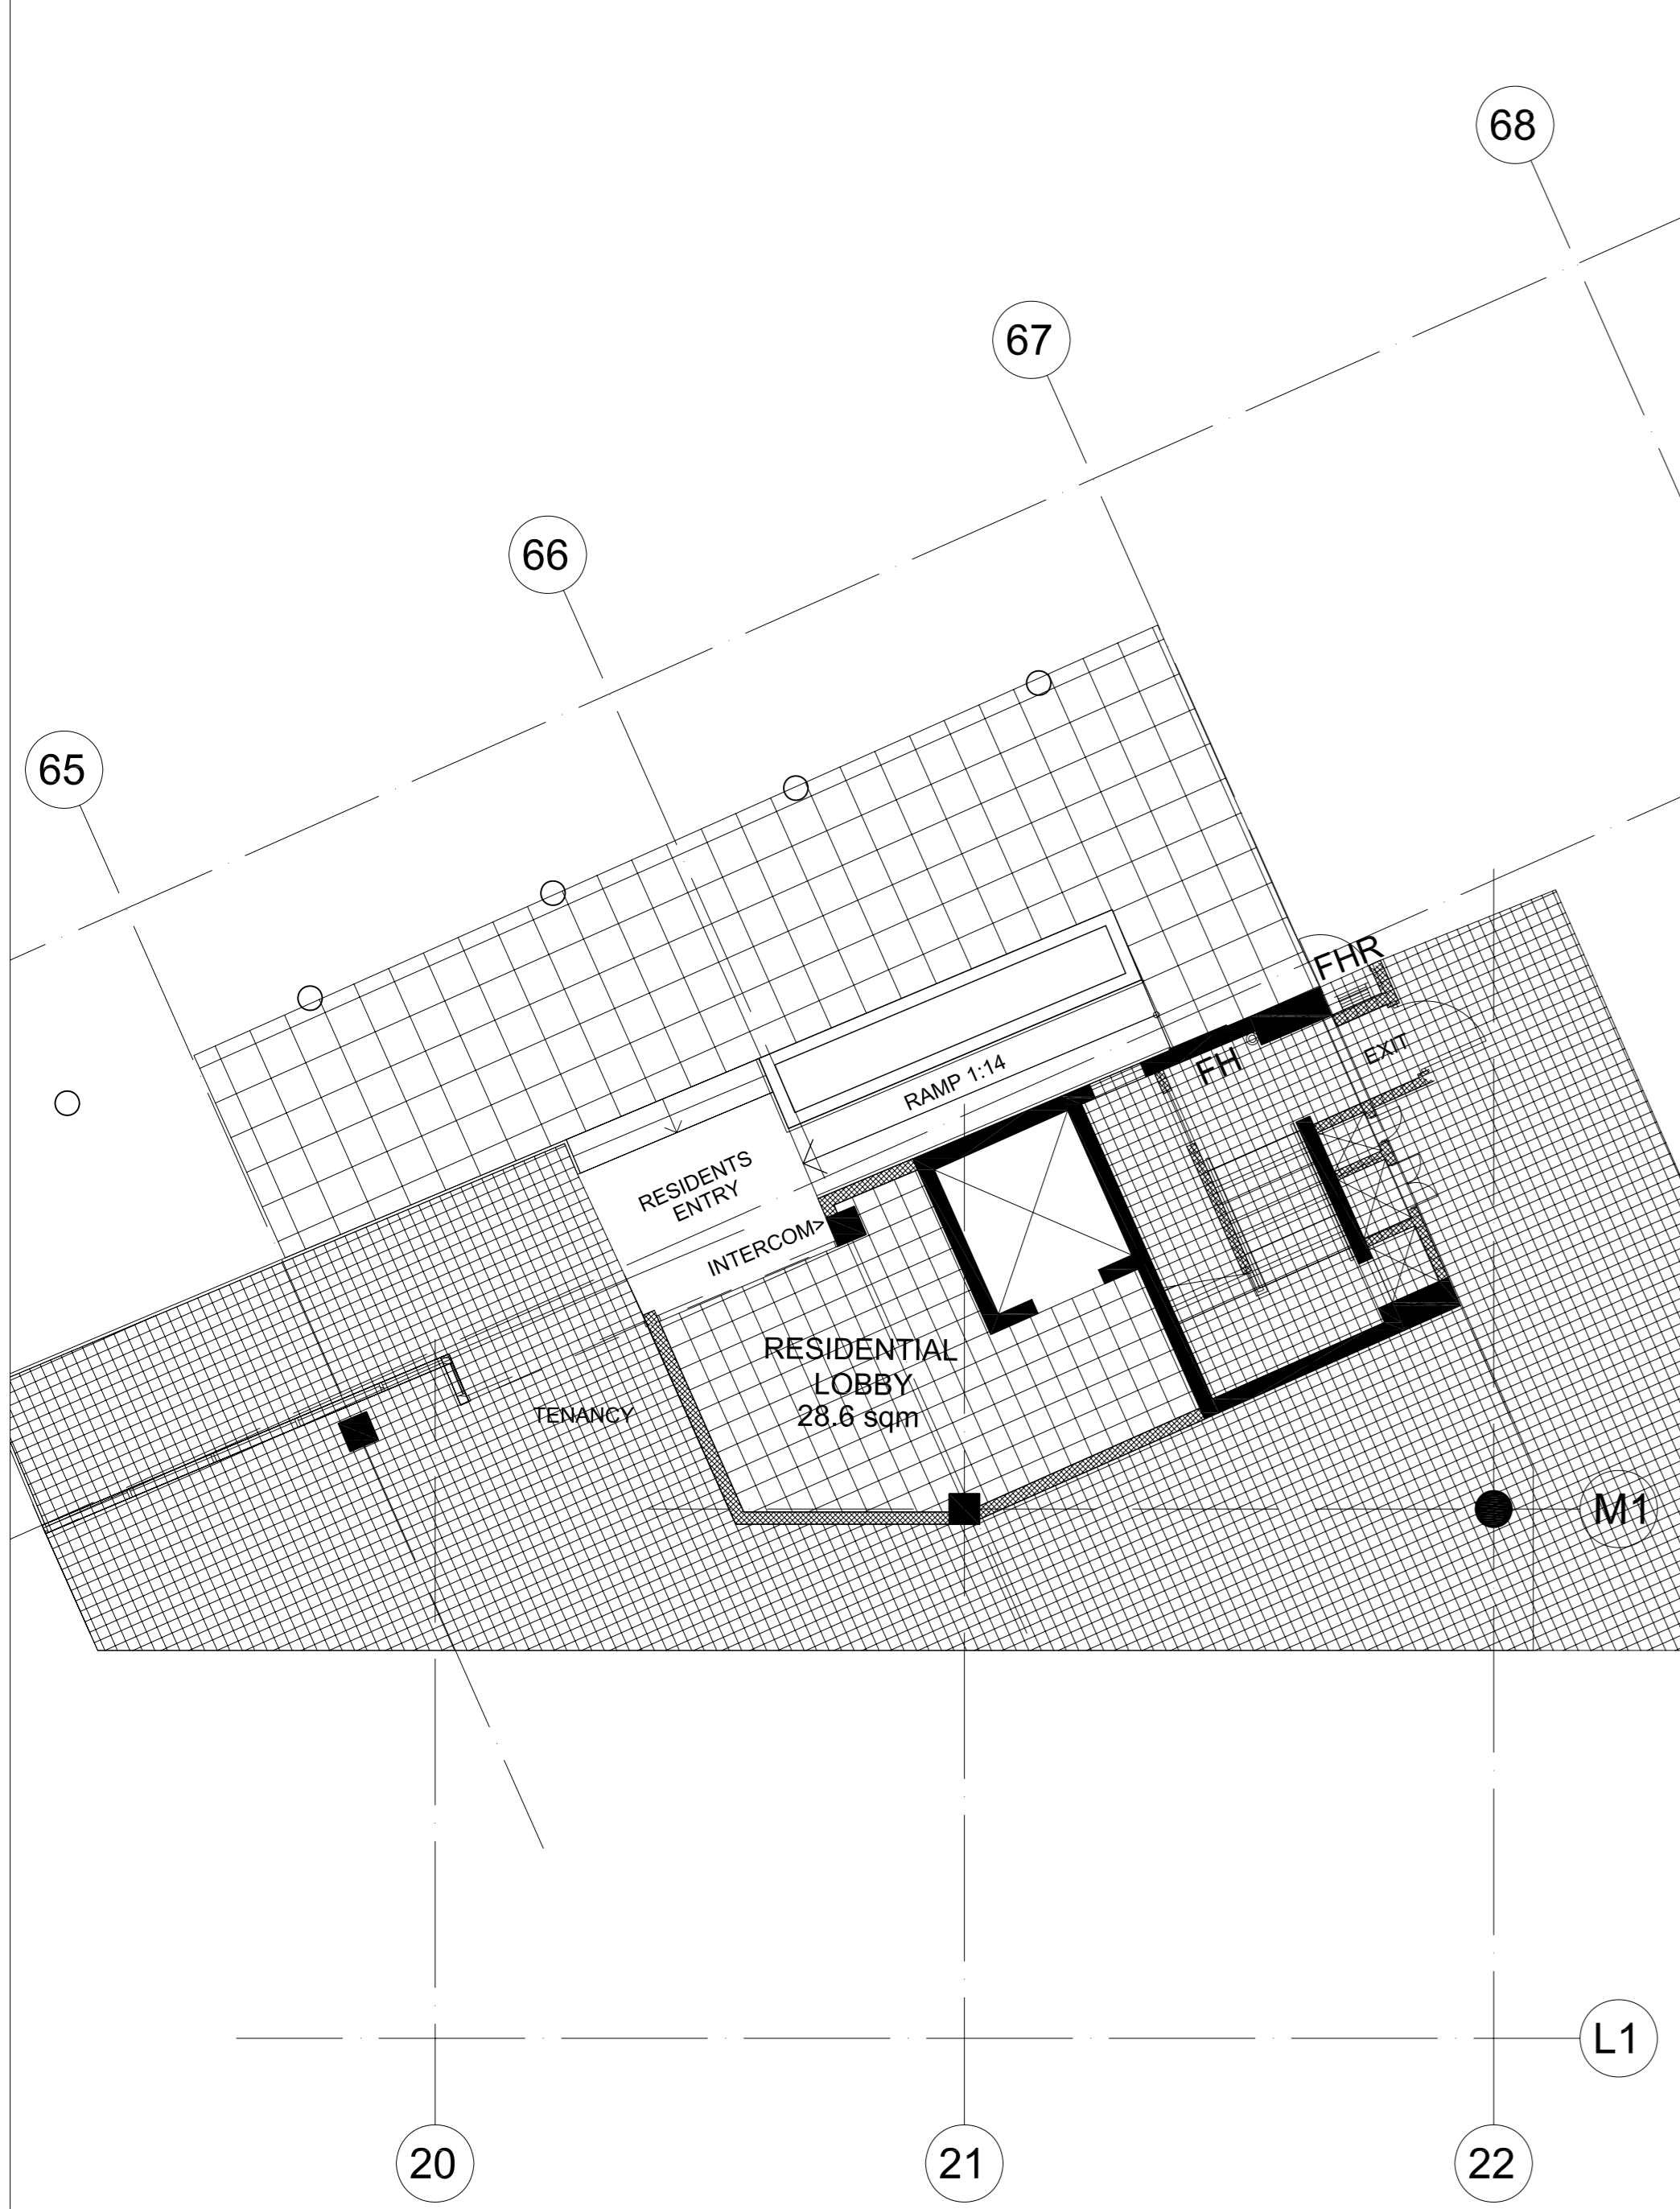 68
67
66
65
FHR
EXIT
FH
RAMP 1:14
RESIDENTS
ENTRY
INTERCOM>
RESIDENTIAL
LOBBY
28.6 sqm
TENANCY
M1
L1
20
21
22